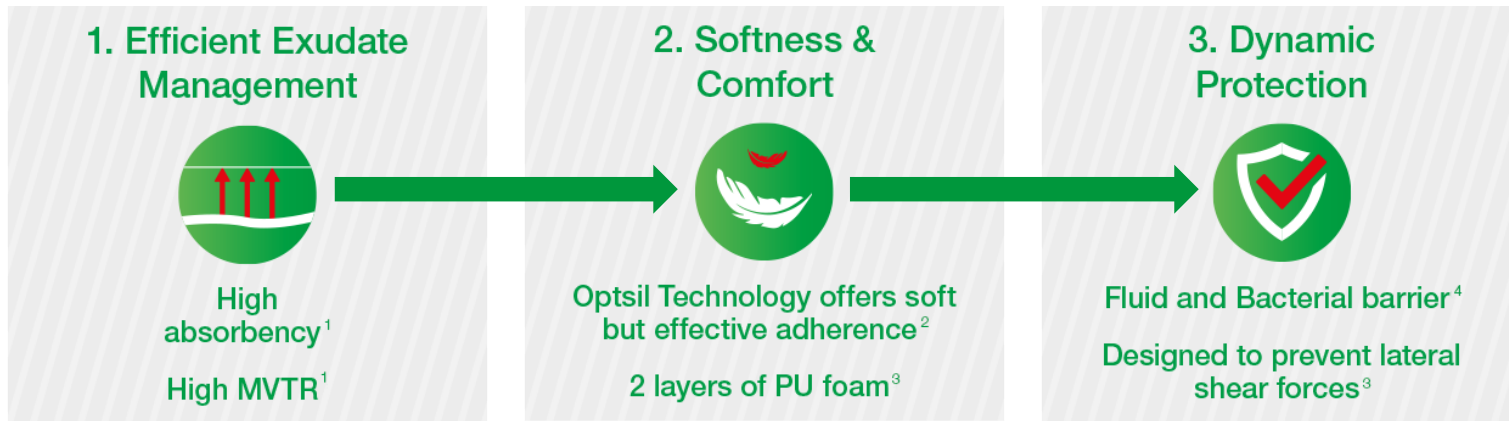 1. Efficient Exudate
Management
High
absorbency¹
High MVTR¹
2. Softness &
Comfort
Optsil Technology offers soft
but effective adherence²
2 layers of PU foam³
3. Dynamic
Protection
Fluid and Bacterial barrier⁴
Designed to prevent lateral
shear forces³